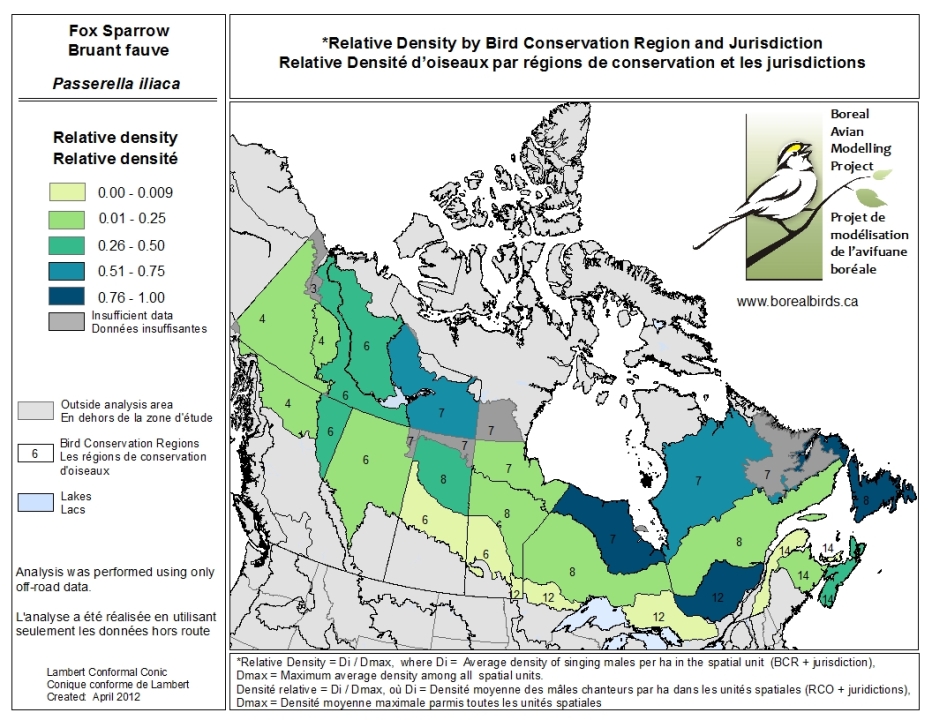 Fox Sparrow
Bruant fauve
Passerella iliaca
*Relative Density by Bird Conservation Region and Jurisdiction
Relative Densité d'oiseaux par régions de conservation et les jurisdictions
Relative density
Relative densité
0.00 - 0.009
0.01 - 0.25
0.26 - 0.50
0.51 - 0.75
0.76 - 1.00
Insufficient data
Données insuffisantes
Outside analysis area
En dehors de la zone d'étude
6
Bird Conservation Regions
Les régions de conservation
d'oiseaux
Lakes
Lacs
Analysis was performed using only
off-road data.
L'analyse a été réalisée en utilisant
seulement les données hors route
Lambert Conformal Conic
Conique conforme de Lambert
Created: April 2012
Boreal
Avian
Modelling
Project
Projet de
modélisation
de l'avifuane
boréale
www.borealbirds.ca
3
4
4
6
4
6
7
6
6
7
7
7
7
8
7
8
6
8
7
7
8
8
7
6
12
12
12
2
14
14
14
14
*Relative Density = Di / Dmax, where Di = Average density of singing males per ha in the spatial unit (BCR + jurisdiction),
Dmax = Maximum average density among all spatial units.
Densité relative = Di / Dmax, où Di = Densité moyenne des mâles chanteurs par ha dans les unités spatiales (RCO + juridictions),
Dmax = Densité moyenne maximale parmis toutes les unités spatiales